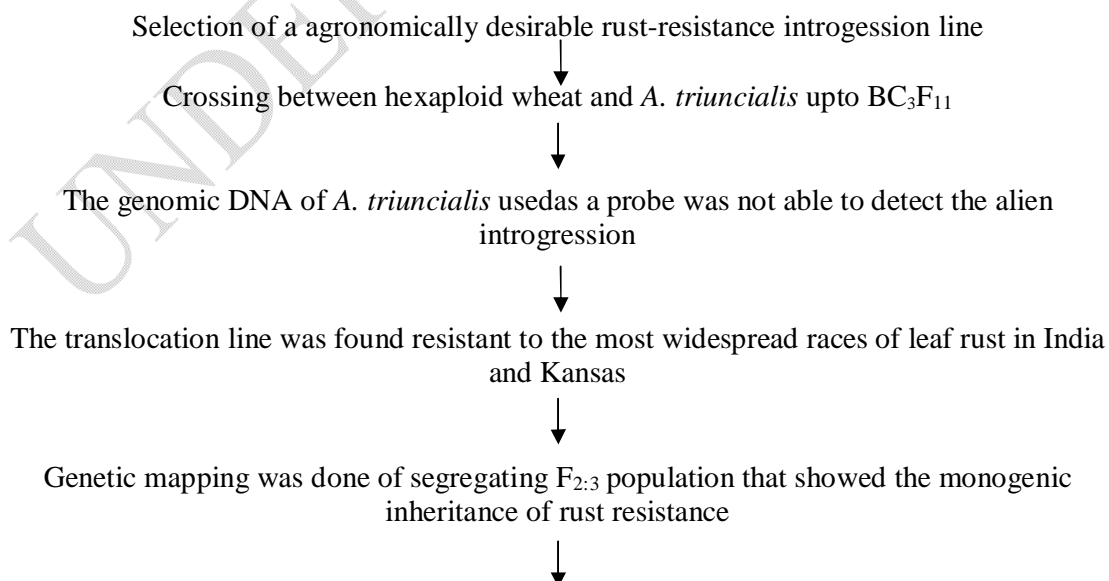 Selection of a agronomically desirable rust-resistance introgession line
Crossing between hexaploid wheat and A. triuncialis upto BC3F11
The genomic DNA of A. triuncialis usedas a probe was not able to detect the alien
introgression
The translocation line was found resistant to the most widespread races of leaf rust in India
and Kansas
Genetic mapping was done of segregating F2:3 population that showed the monogenic
inheritance of rust resistance